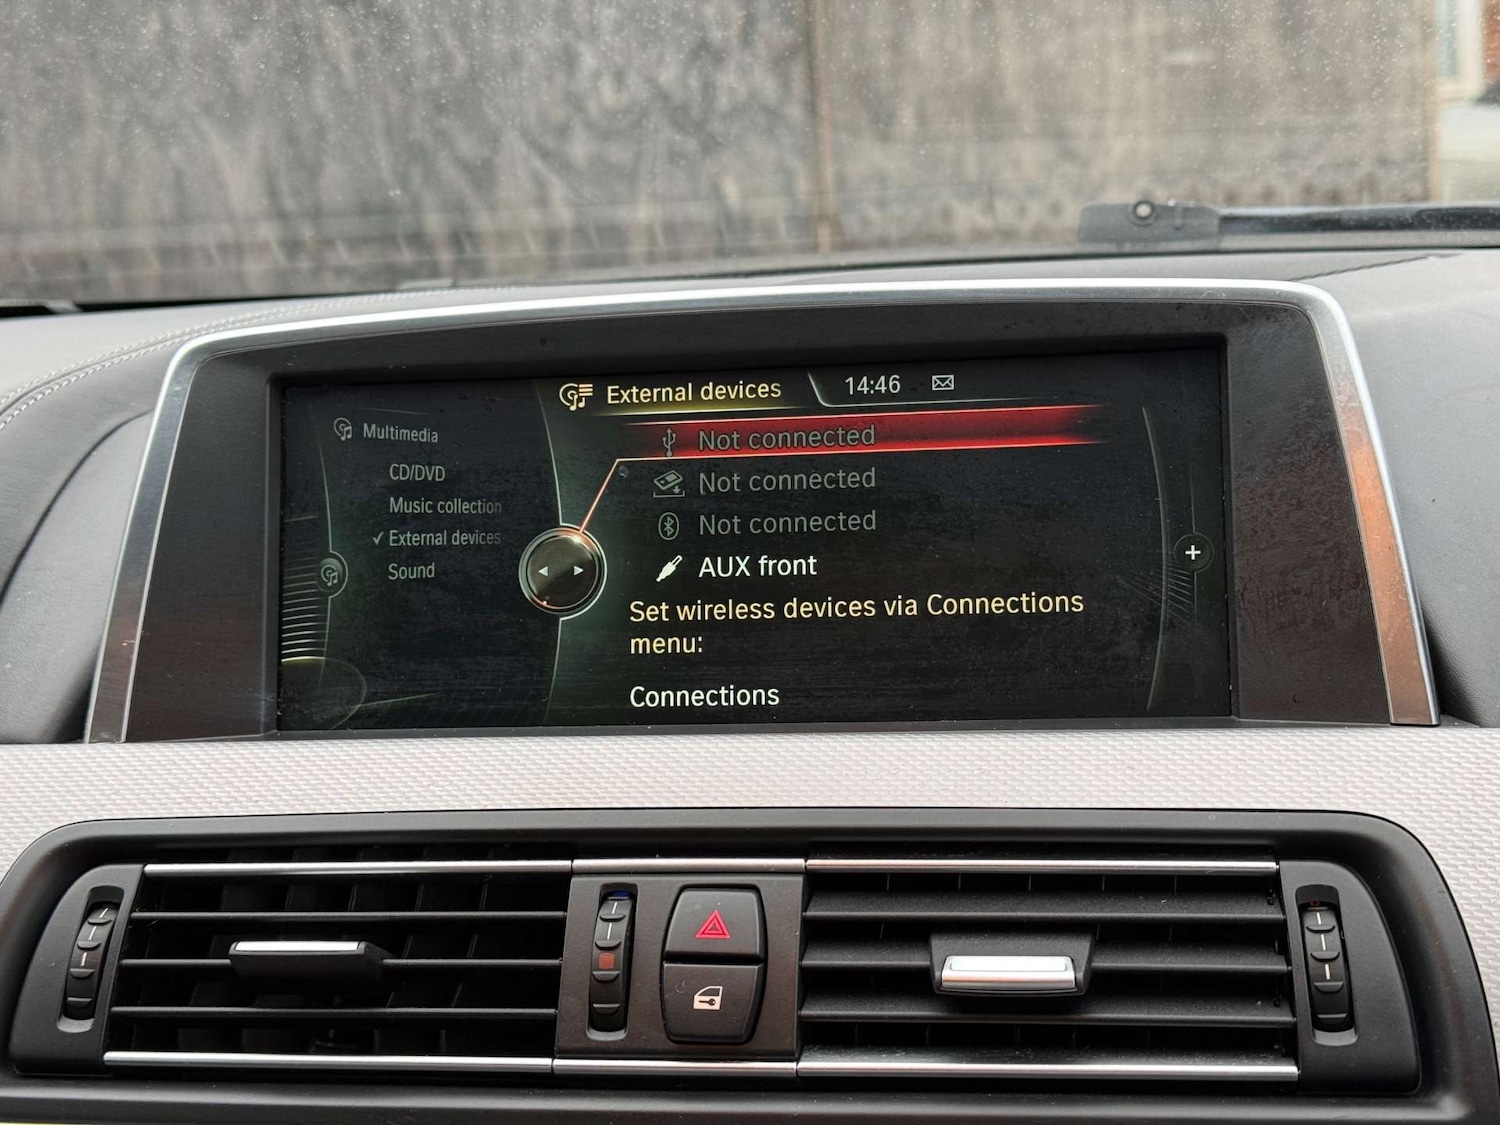 External devices
14:46
Multimedia
CD/DVD
Music collection
External devices
Sound
Not connected
Not connected
Not connected
AUX front
Set wireless devices via Connections
menu:
Connections